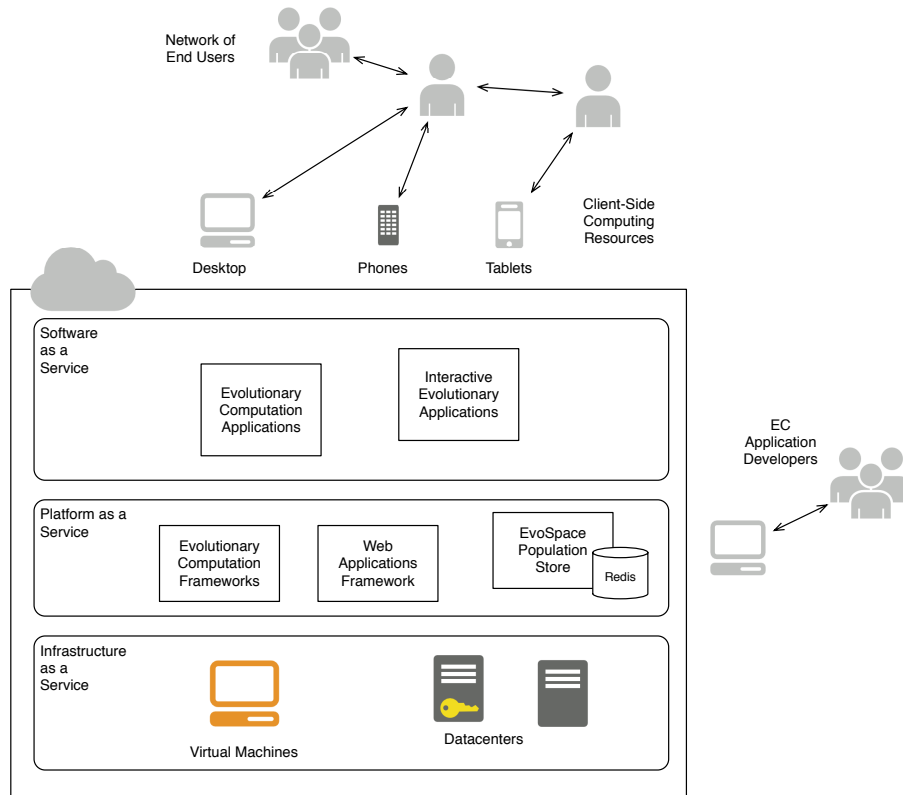 Network of
End Users
Client-Side
Computing
Resources
Desktop
Phones
Tablets
Software
as a
Service
Evolutionary
Computation
Applications
Interactive
Evolutionary
Applications
EC
Application
Developers
Platform as a
Service
Evolutionary
Computation
Frameworks
Web
Applications
Framework
EvoSpace
Population
Store
Redis
Infrastructure
as a
Service
Virtual Machines
Datacenters